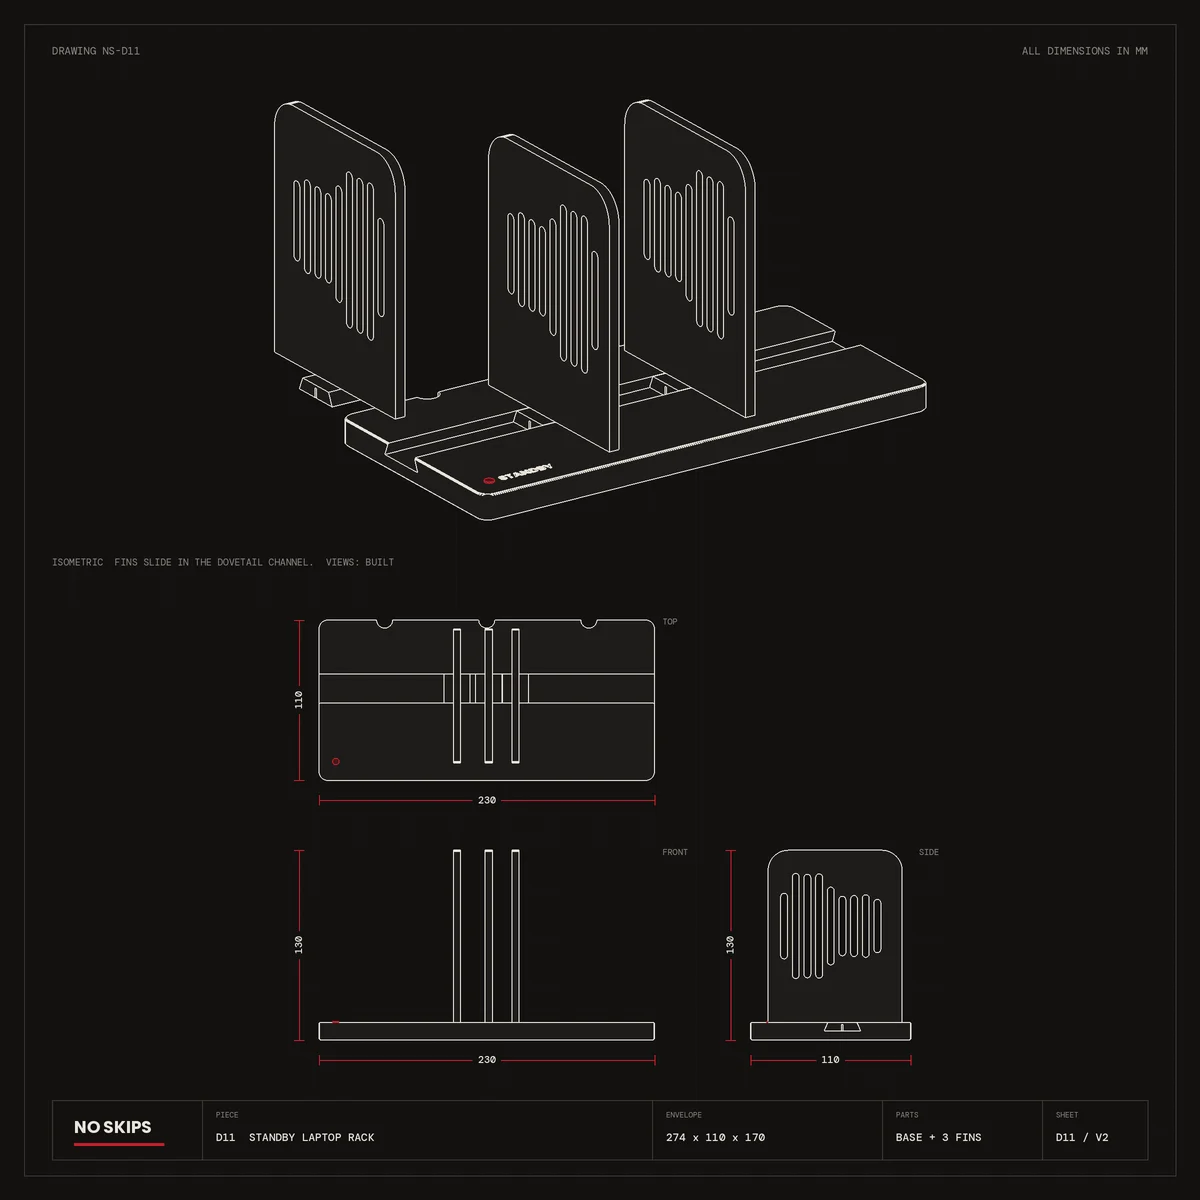 DRAWING NS-D11
ALL DIMENSIONS IN MM
STANDBY
ISOMETRIC  FINS SLIDE IN THE DOVETAIL CHANNEL.  VIEWS: BUILT
TOP
110
230
FRONT
SIDE
130
130
230
110
NO SKIPS
PIECE
D11  STANDBY LAPTOP RACK
ENVELOPE
274 x 110 x 170
PARTS
BASE + 3 FINS
SHEET
D11 / V2